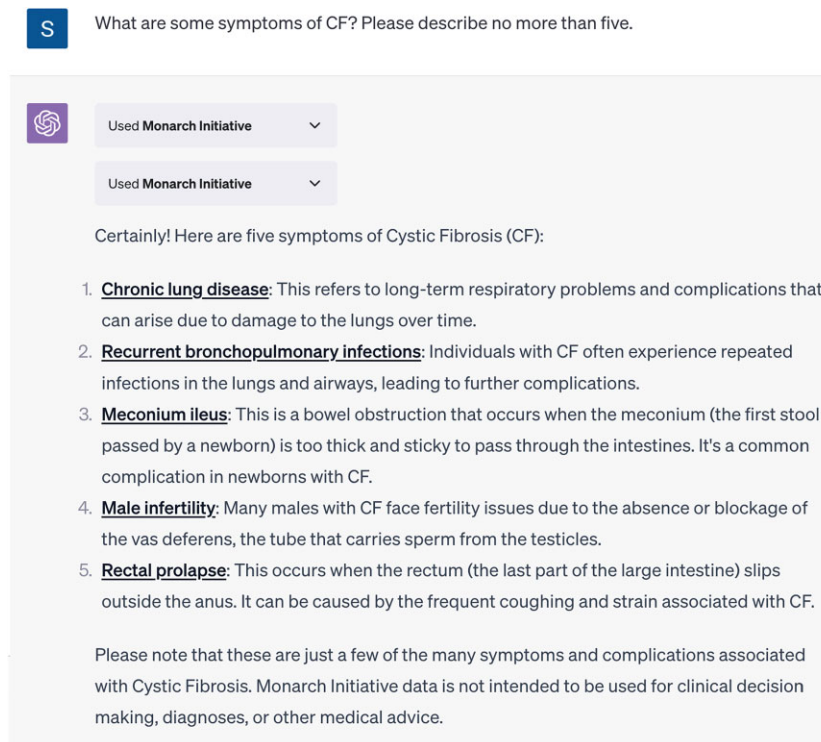 S
What are some symptoms of CF? Please describe no more than five.
Used Monarch Initiative
Used Monarch Initiative
Certainly! Here are five symptoms of Cystic Fibrosis (CF):
1. Chronic lung disease: This refers to long-term respiratory problems and complications that
can arise due to damage to the lungs over time.
2. Recurrent bronchopulmonary infections: Individuals with CF often experience repeated
infections in the lungs and airways, leading to further complications.
3. Meconium ileus: This is a bowel obstruction that occurs when the meconium (the first stool
passed by a newborn) is too thick and sticky to pass through the intestines. It's a common
complication in newborns with CF.
4. Male infertility: Many males with CF face fertility issues due to the absence or blockage of
the vas deferens, the tube that carries sperm from the testicles.
5. Rectal prolapse: This occurs when the rectum (the last part of the large intestine) slips
outside the anus. It can be caused by the frequent coughing and strain associated with CF.
Please note that these are just a few of the many symptoms and complications associated
with Cystic Fibrosis. Monarch Initiative data is not intended to be used for clinical decision
making, diagnoses, or other medical advice.